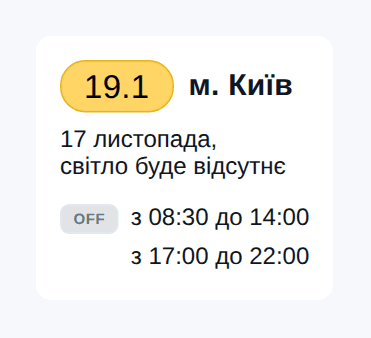 19.1 м. Київ
17 листопада,
світло буде відсутнє
OFF з 08:30 до 14:00
з 17:00 до 22:00